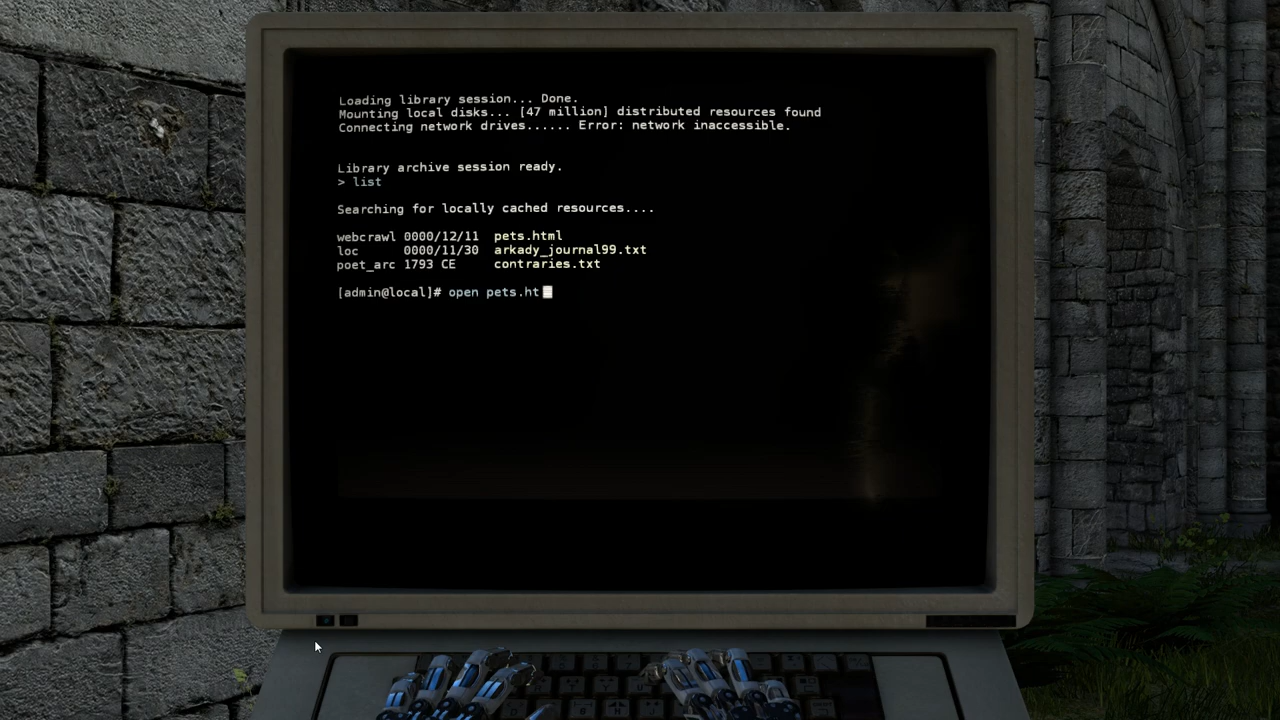 Loading library session... Done.
Mounting local disks... [47 million] distributed resources found
Connecting network drives...... Error: network inaccessible.
Library archive session ready.
> list
Searching for locally cached resources....
webcrawl 0000/12/11 pets.html
loc 0000/11/30 arkady_journal99.txt
poet_arc 1793 CE contraries.txt
[admin@local]# open pets.ht